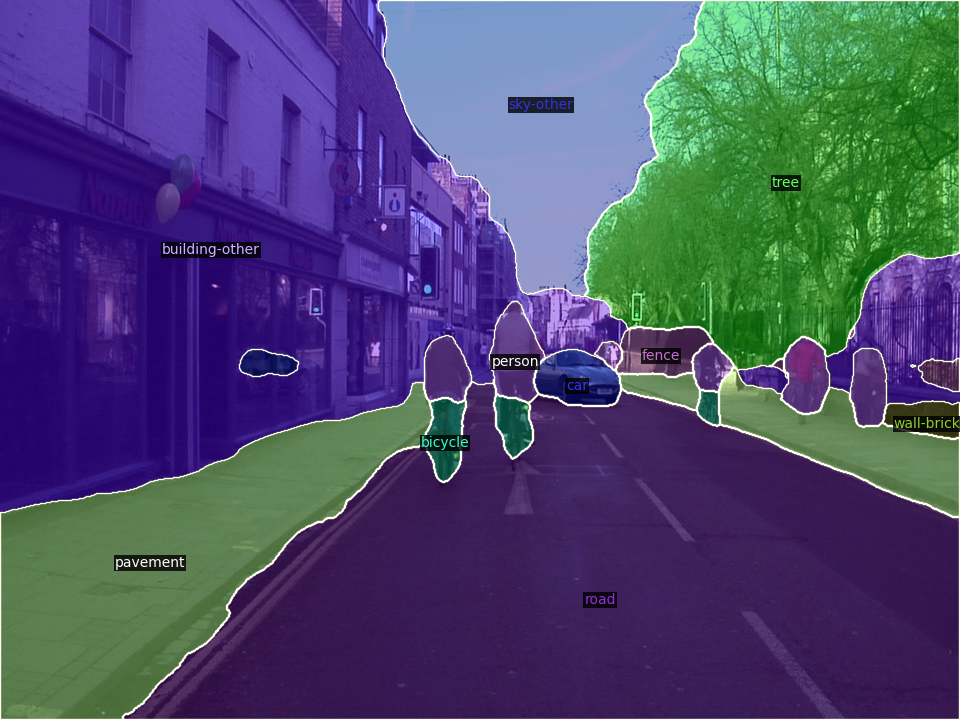 sky-other
tree
building-other
fence
person
car
wall-brick
bicycle
pavement
road